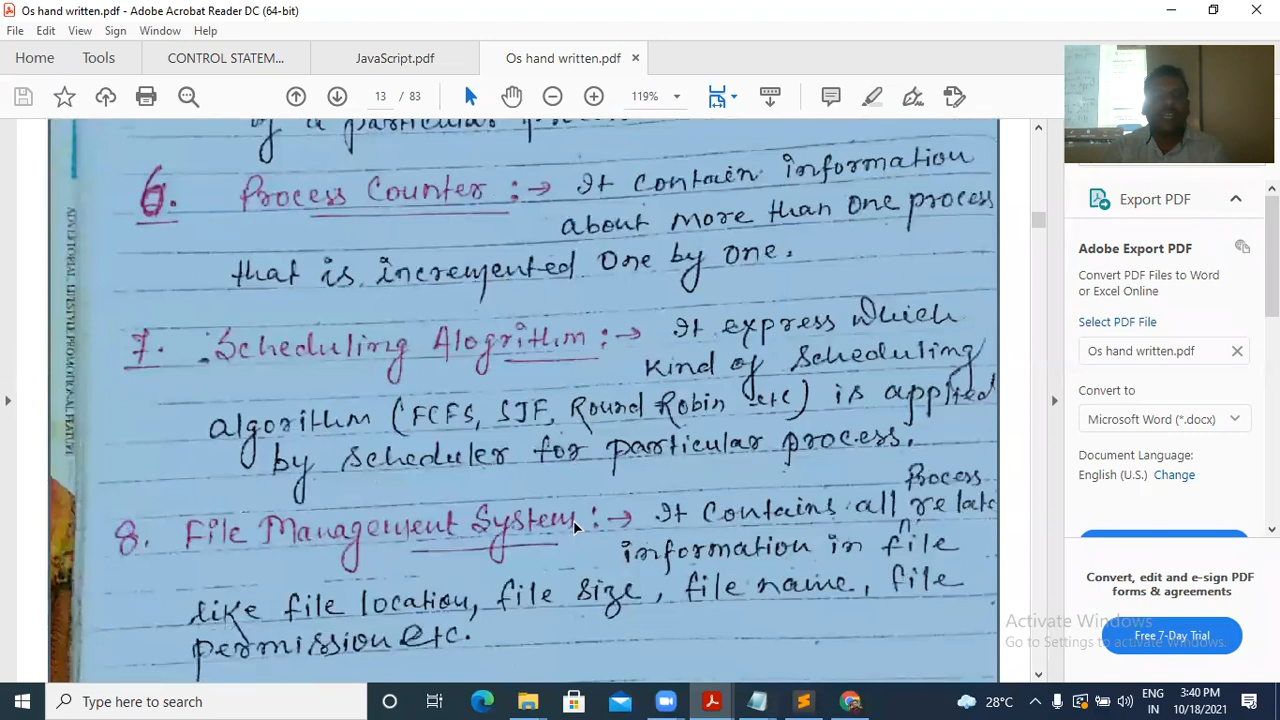 Os hand written.pdf - Adobe Acrobat Reader DC (64-bit)
File Edit View Sign Window Help
Home Tools CONTROL STATEM... JavaScript.pdf Os hand written.pdf
13 / 83 119%
of a particular
6. Process Counter :→ It contain information
about more than one process
that is incremented one by one.
7. Scheduling Alogrithm :→ It express which
kind of scheduling
algorithm (FCFS, SJF, Round Robin etc) is applied
by scheduler for particular process.
8. File Management System :→ It contains all process relate
information in file
like file location, file size, file name, file
permission etc.
ADVERTORIAL, LIFESTYLE PROMOTIONAL FEATURE
Export PDF
Adobe Export PDF
Convert PDF Files to Word
or Excel Online
Select PDF File
Os hand written.pdf
Convert to
Microsoft Word (*.docx)
Document Language:
English (U.S.) Change
Convert, edit and e-sign PDF
forms & agreements
Free 7-Day Trial
Activate Windows
Go to Settings to activate Windows.
Type here to search
28°C
ENG
IN
3:40 PM
10/18/2021